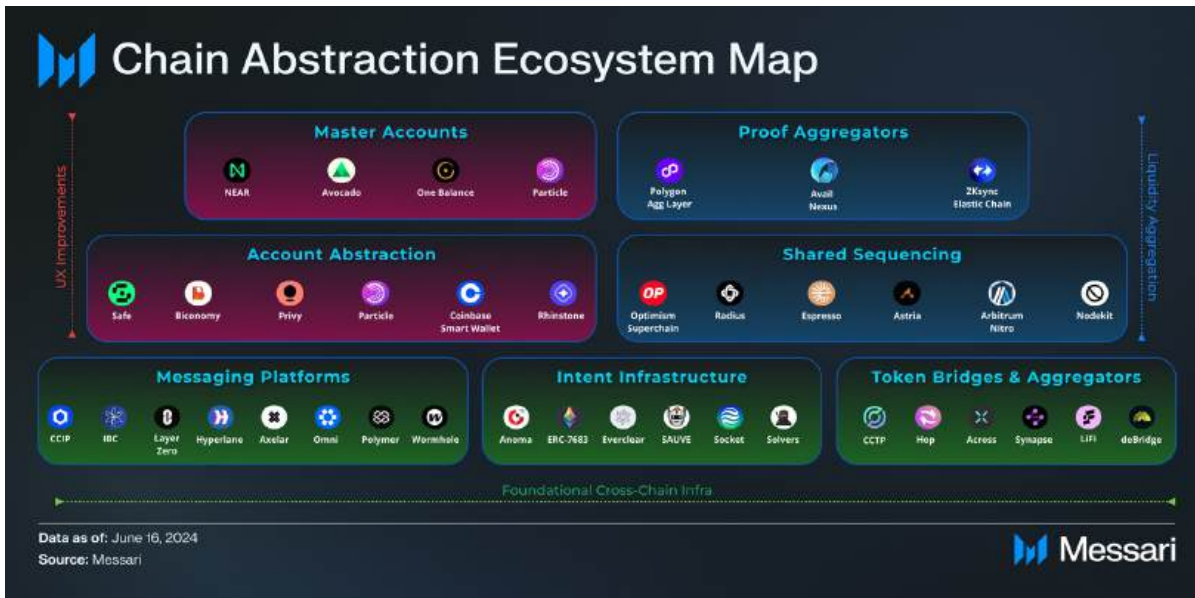 Chain Abstraction Ecosystem Map
UX Improvements
Master Accounts
NEAR
Avocado
One Balance
Particle
Proof Aggregators
Polygon
Agg Layer
Avail
Nexus
ZKsync
Elastic Chain
Liquidity Aggregation
Account Abstraction
Safe
Biconomy
Privy
Particle
Coinbase
Smart Wallet
Rhinstone
Shared Sequencing
OP
Optimism
Superchain
Radius
Espresso
Astria
Arbitrum
Nitro
Nodekit
Messaging Platforms
CCIP
IBC
Layer
Zero
Hyperlane
Axelar
Omni
Polymer
Wormhole
Intent Infrastructure
Anoma
ERC-7683
Everclear
SAUVE
Socket
Solvers
Token Bridges & Aggregators
CCTP
Hop
Across
Synapse
LiFi
deBridge
Foundational Cross-Chain Infra
Data as of: June 16, 2024
Source: Messari
Messari